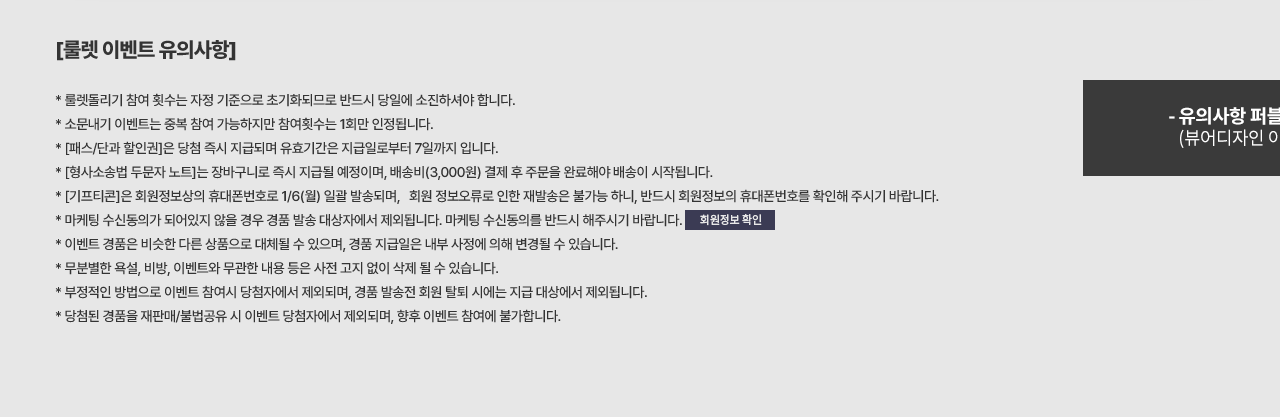 [룰렛 이벤트 유의사항]
* 룰렛돌리기 참여 횟수는 자정 기준으로 초기화되므로 반드시 당일에 소진하셔야 합니다.
* 소문내기 이벤트는 중복 참여 가능하지만 참여횟수는 1회만 인정됩니다.
* [패스/단과 할인권]은 당첨 즉시 지급되며 유효기간은 지급일로부터 7일까지 입니다.
* [형사소송법 두문자 노트]는 장바구니로 즉시 지급될 예정이며, 배송비(3,000원) 결제 후 주문을 완료해야 배송이 시작됩니다.
* [기프티콘]은 회원정보상의 휴대폰번호로 1/6(월) 일괄 발송되며, 회원 정보오류로 인한 재발송은 불가능 하니, 반드시 회원정보의 휴대폰번호를 확인해 주시기 바랍니다.
* 마케팅 수신동의가 되어있지 않을 경우 경품 발송 대상자에서 제외됩니다. 마케팅 수신동의를 반드시 해주시기 바랍니다. 회원정보 확인
* 이벤트 경품은 비슷한 다른 상품으로 대체될 수 있으며, 경품 지급일은 내부 사정에 의해 변경될 수 있습니다.
* 무분별한 욕설, 비방, 이벤트와 무관한 내용 등은 사전 고지 없이 삭제 될 수 있습니다.
* 부정적인 방법으로 이벤트 참여시 당첨자에서 제외되며, 경품 발송전 회원 탈퇴 시에는 지급 대상에서 제외됩니다.
* 당첨된 경품을 재판매/불법공유 시 이벤트 당첨자에서 제외되며, 향후 이벤트 참여에 불가합니다.
- 유의사항 퍼블
(뷰어디자인 이